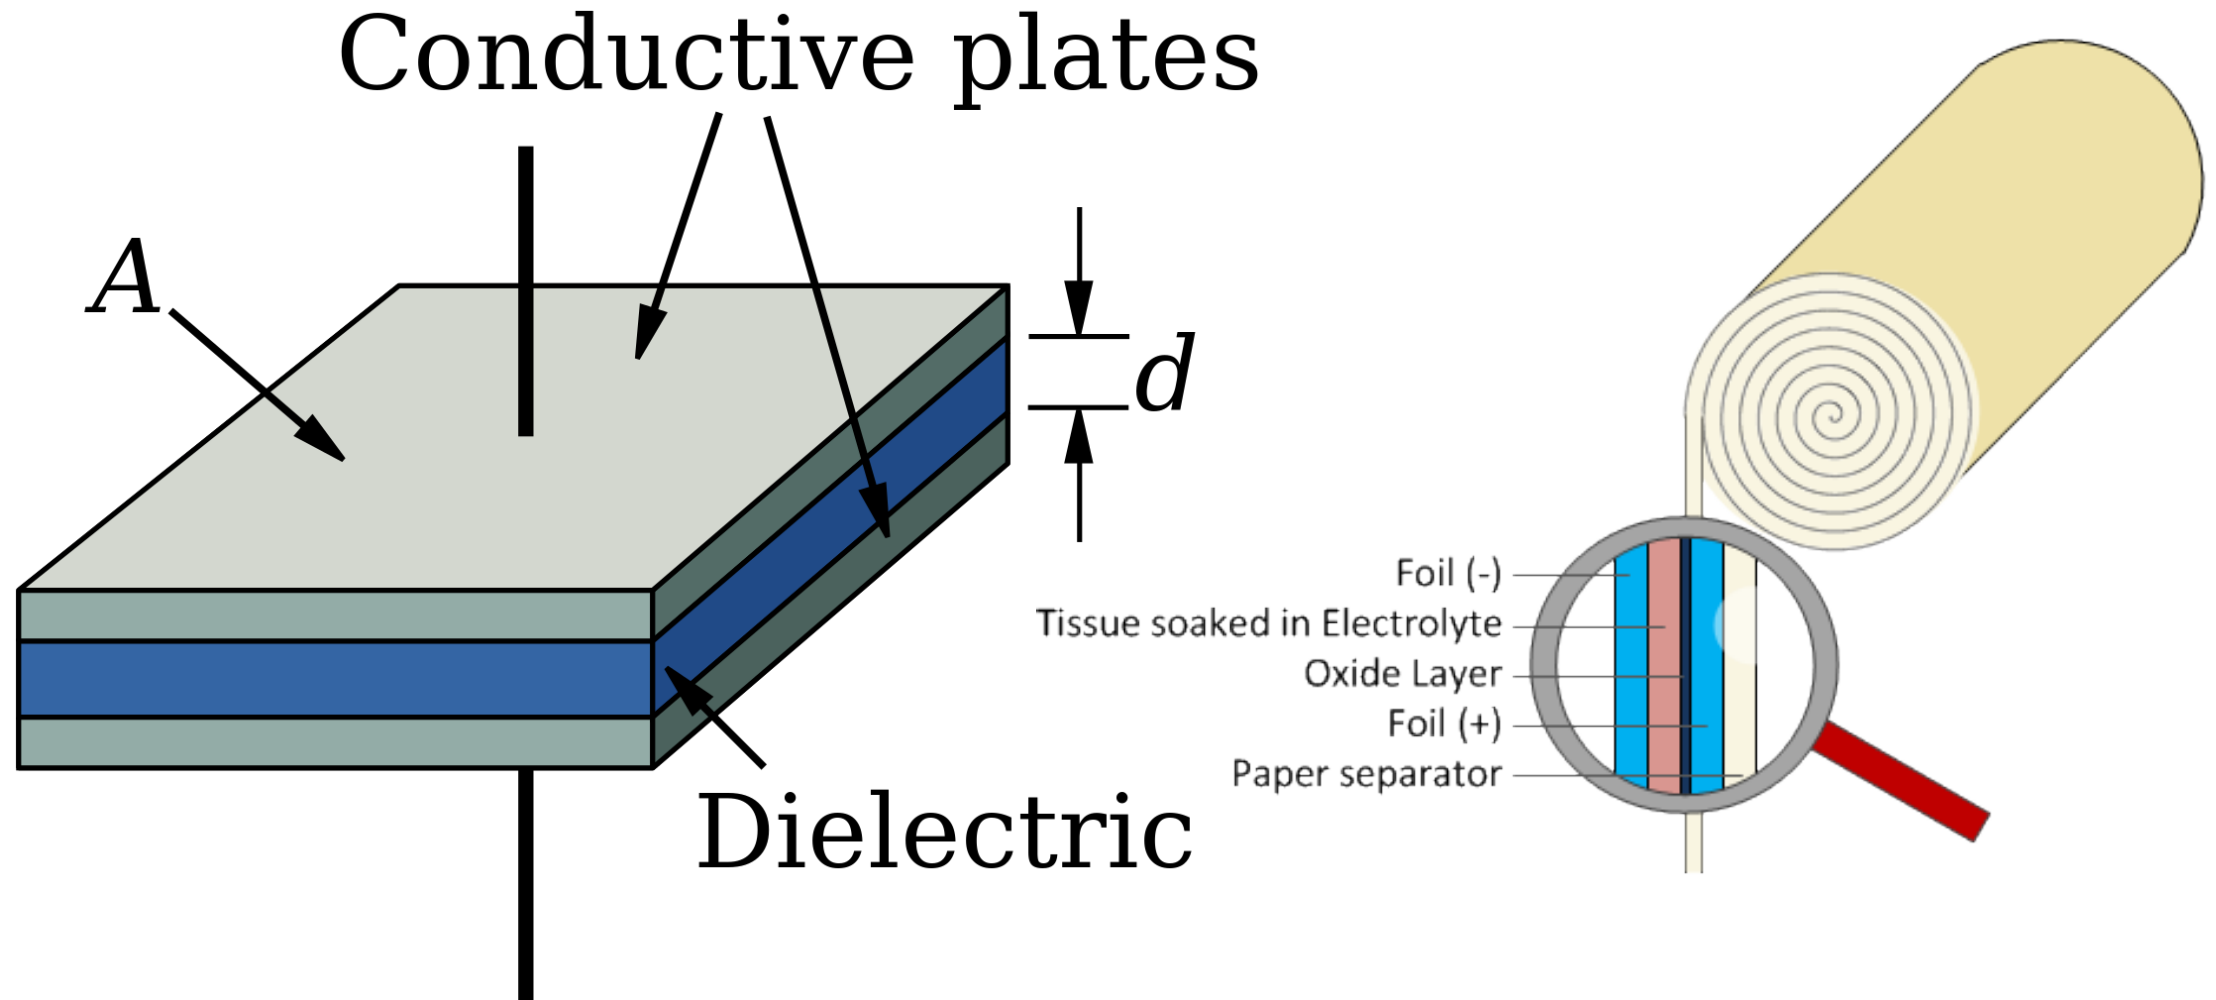 Conductive plates
A
d
Dielectric
Foil (-)
Tissue soaked in Electrolyte
Oxide Layer
Foil (+)
Paper separator